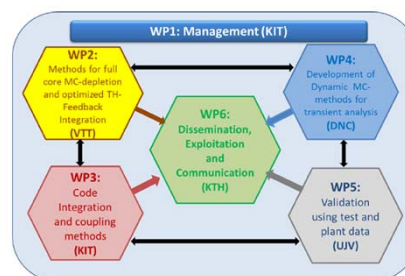 WP1: Management (KIT)
WP2:
Methods for full
core MC-depletion
and optimized TH-
Feedback
Integration
(VTT)
WP4:
Development of
Dynamic MC-
methods for
transient analysis
(DNC)
WP6:
Dissemination,
Exploitation
and
Communication
(KTH)
WP3:
Code
Integration
and coupling
methods
(KIT)
WP5:
Validation
using test and
plant data
(UJV)